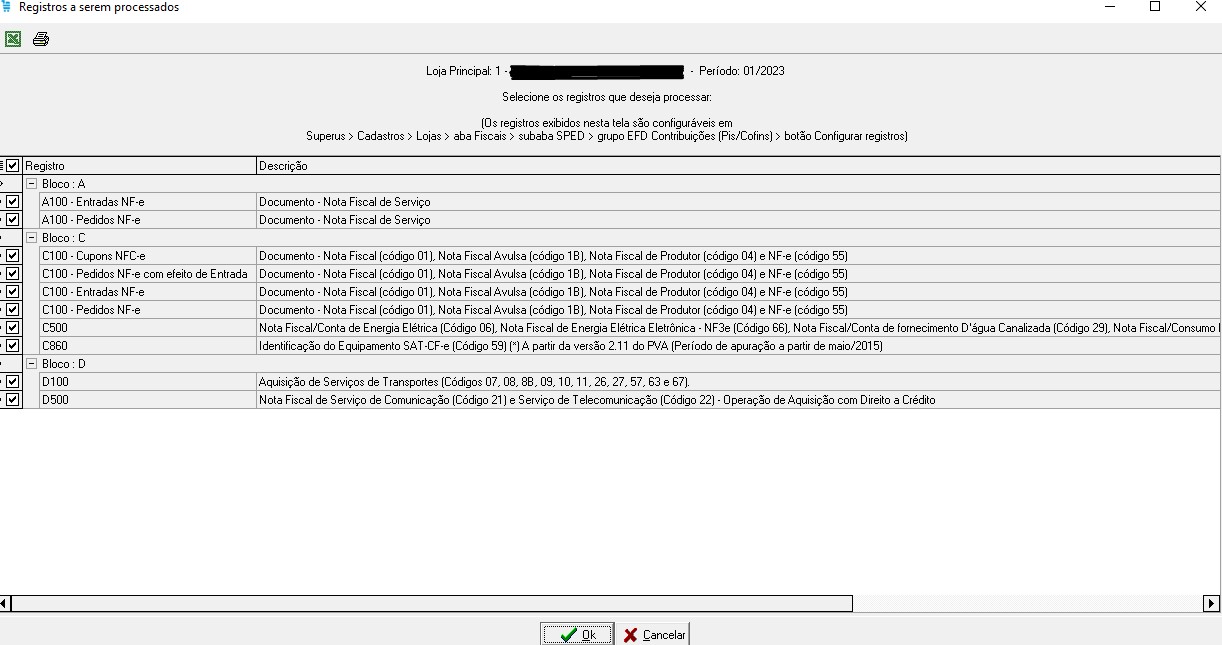 Registros a serem processados
Loja Principal: 1 - - Período: 01/2023
Selecione os registros que deseja processar:
(Os registros exibidos nesta tela são configuráveis em
Superus > Cadastros > Lojas > aba Fiscais > subaba SPED > grupo EFD Contribuições (Pis/Cofins) > botão Configurar registros)
Registro Descrição
Bloco : A
A100 - Entradas NF-e Documento - Nota Fiscal de Serviço
A100 - Pedidos NF-e Documento - Nota Fiscal de Serviço
Bloco : C
C100 - Cupons NFC-e Documento - Nota Fiscal (código 01), Nota Fiscal Avulsa (código 1B), Nota Fiscal de Produtor (código 04) e NF-e (código 55)
C100 - Pedidos NF-e com efeito de Entrada Documento - Nota Fiscal (código 01), Nota Fiscal Avulsa (código 1B), Nota Fiscal de Produtor (código 04) e NF-e (código 55)
C100 - Entradas NF-e Documento - Nota Fiscal (código 01), Nota Fiscal Avulsa (código 1B), Nota Fiscal de Produtor (código 04) e NF-e (código 55)
C100 - Pedidos NF-e Documento - Nota Fiscal (código 01), Nota Fiscal Avulsa (código 1B), Nota Fiscal de Produtor (código 04) e NF-e (código 55)
C500 Nota Fiscal/Conta de Energia Elétrica (Código 06), Nota Fiscal de Energia Elétrica Eletrônica - NF3e (Código 66), Nota Fiscal/Conta de fornecimento D'água Canalizada (Código 29), Nota Fiscal/Consumo
C860 Identificação do Equipamento SAT-CF-e (Código 59) (*) A partir da versão 2.11 do PVA (Período de apuração a partir de maio/2015)
Bloco : D
D100 Aquisição de Serviços de Transportes (Códigos 07, 08, 8B, 09, 10, 11, 26, 27, 57, 63 e 67).
D500 Nota Fiscal de Serviço de Comunicação (Código 21) e Serviço de Telecomunicação (Código 22) - Operação de Aquisição com Direito a Crédito
Ok Cancelar